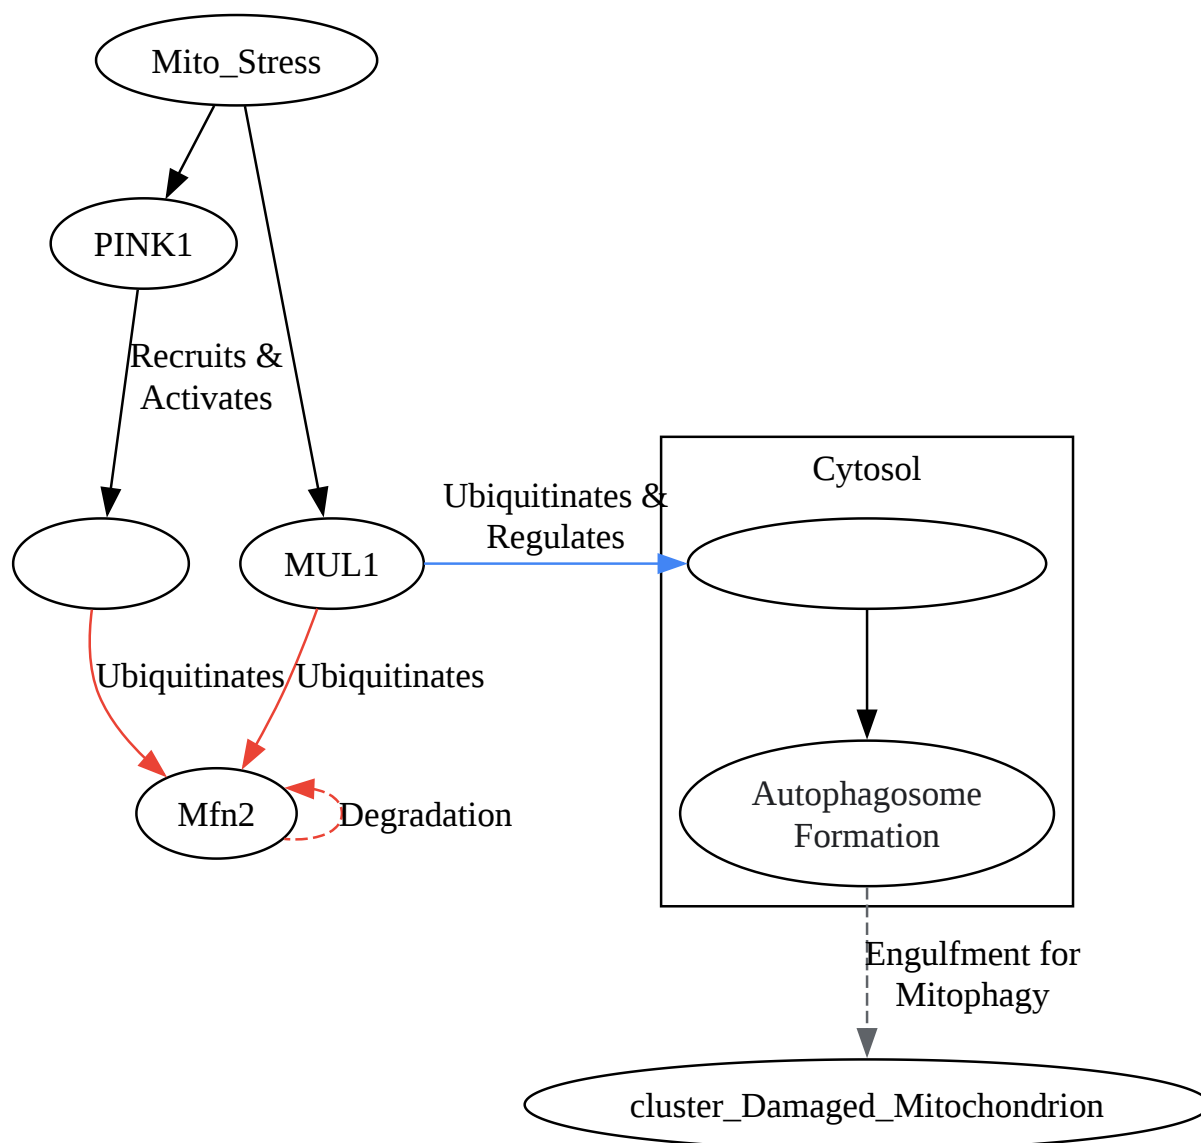 Mito_Stress
PINK1
Recruits &
Activates
Cytosol
Ubiquitinates &
Regulates
MUL1
Ubiquitinates
Ubiquitinates
Autophagosome
Formation
Mfn2
Degradation
Engulfment for
Mitophagy
cluster_Damaged_Mitochondrion